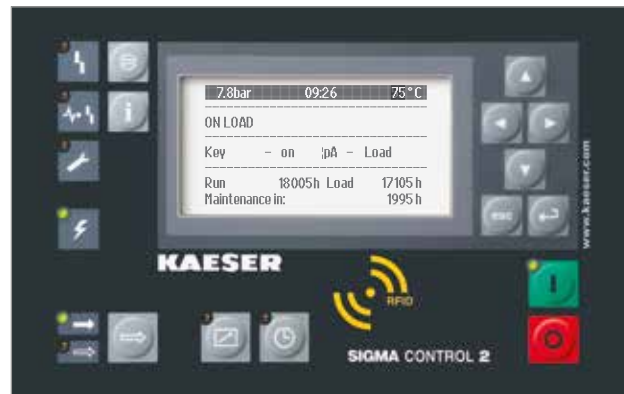 7.8bar 09:26 75°C
ON LOAD
Key - on ¦pA - Load
Run 18005h Load 17105h
Maintenance in: 1995h
esc
www.kaeser.com
KAESER
RFID
SIGMA CONTROL 2
I
O
i